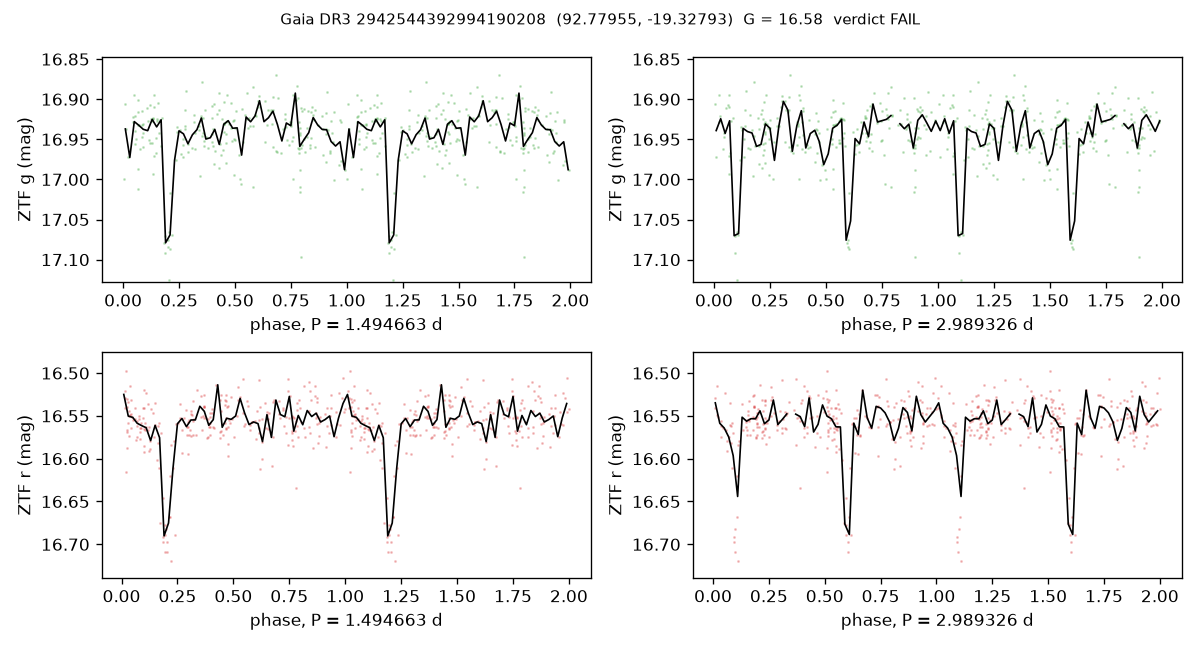 Gaia DR3 2942544392994190208  (92.77955, -19.32793)  G = 16.58  verdict FAIL
16.85
16.90
16.95
17.00
17.05
17.10
ZTF g (mag)
0.00 0.25 0.50 0.75 1.00 1.25 1.50 1.75 2.00
phase, P = 1.494663 d
16.85
16.90
16.95
17.00
17.05
17.10
ZTF g (mag)
0.00 0.25 0.50 0.75 1.00 1.25 1.50 1.75 2.00
phase, P = 2.989326 d
16.50
16.55
16.60
16.65
16.70
ZTF r (mag)
0.00 0.25 0.50 0.75 1.00 1.25 1.50 1.75 2.00
phase, P = 1.494663 d
16.50
16.55
16.60
16.65
16.70
ZTF r (mag)
0.00 0.25 0.50 0.75 1.00 1.25 1.50 1.75 2.00
phase, P = 2.989326 d